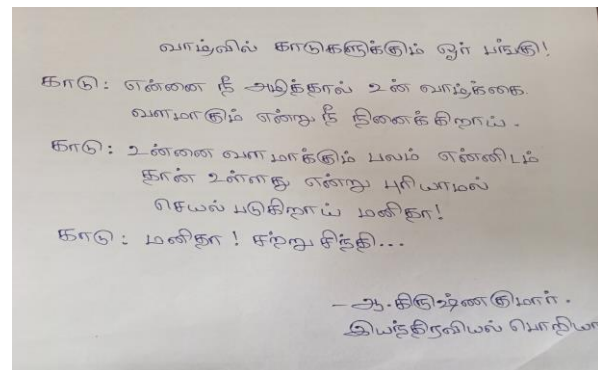 வாழ்வில் காடுகளுக்கும் ஓர் பங்கு!
காடு: என்னை நீ அழித்தால் உன் வாழ்க்கை.
வளமாகும் என்று நீ நினைக்கிறாய்.
காடு: உன்னை வளமாக்கும் பலம் என்னிடம்
தான் உள்ளது என்று புரியாமல்
செயல் படுகிறாய் மனிதா!
காடு: மனிதா! சற்று சிந்தி...
- ஆ.கிருஷ்ணகுமார்.
இயந்திரவியல்